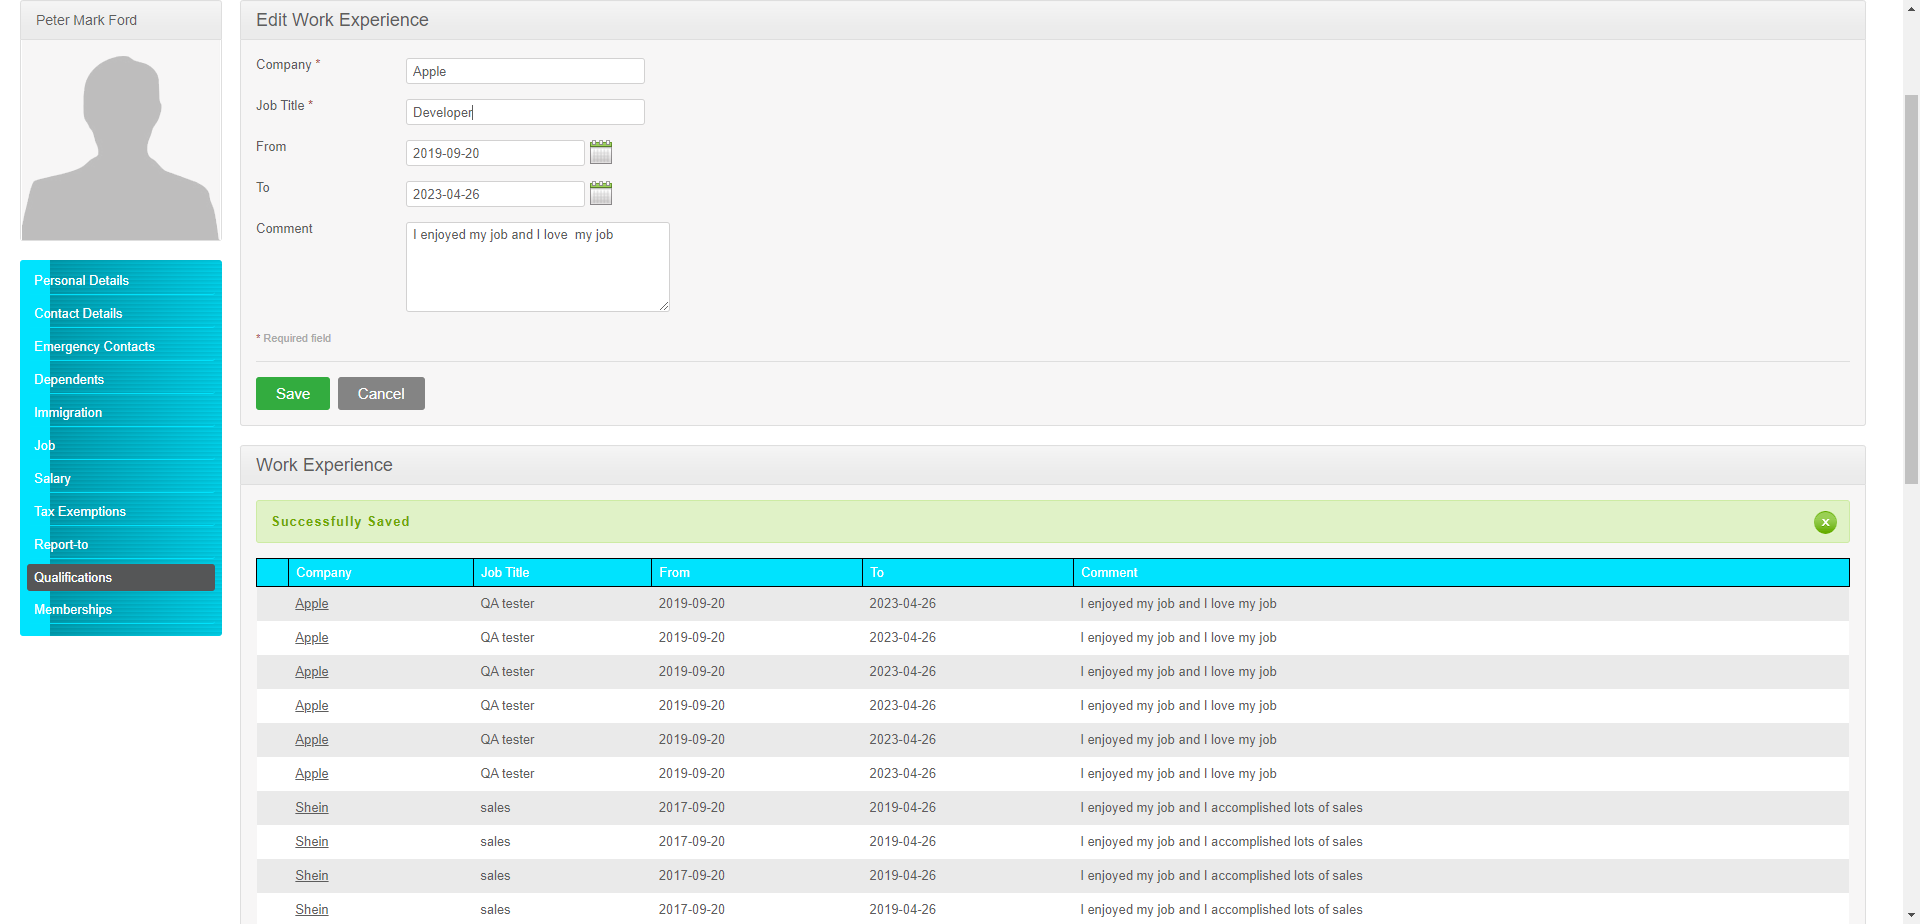 Peter Mark Ford
Personal Details
Contact Details
Emergency Contacts
Dependents
Immigration
Job
Salary
Tax Exemptions
Report-to
Qualifications
Memberships
Edit Work Experience
Company * Apple
Job Title * Developer
From 2019-09-20
To 2023-04-26
Comment I enjoyed my job and I love  my job
* Required field
Save Cancel
Work Experience
Successfully Saved x
Company Job Title From To Comment
Apple QA tester 2019-09-20 2023-04-26 I enjoyed my job and I love my job
Apple QA tester 2019-09-20 2023-04-26 I enjoyed my job and I love my job
Apple QA tester 2019-09-20 2023-04-26 I enjoyed my job and I love my job
Apple QA tester 2019-09-20 2023-04-26 I enjoyed my job and I love my job
Apple QA tester 2019-09-20 2023-04-26 I enjoyed my job and I love my job
Apple QA tester 2019-09-20 2023-04-26 I enjoyed my job and I love my job
Shein sales 2017-09-20 2019-04-26 I enjoyed my job and I accomplished lots of sales
Shein sales 2017-09-20 2019-04-26 I enjoyed my job and I accomplished lots of sales
Shein sales 2017-09-20 2019-04-26 I enjoyed my job and I accomplished lots of sales
Shein sales 2017-09-20 2019-04-26 I enjoyed my job and I accomplished lots of sales